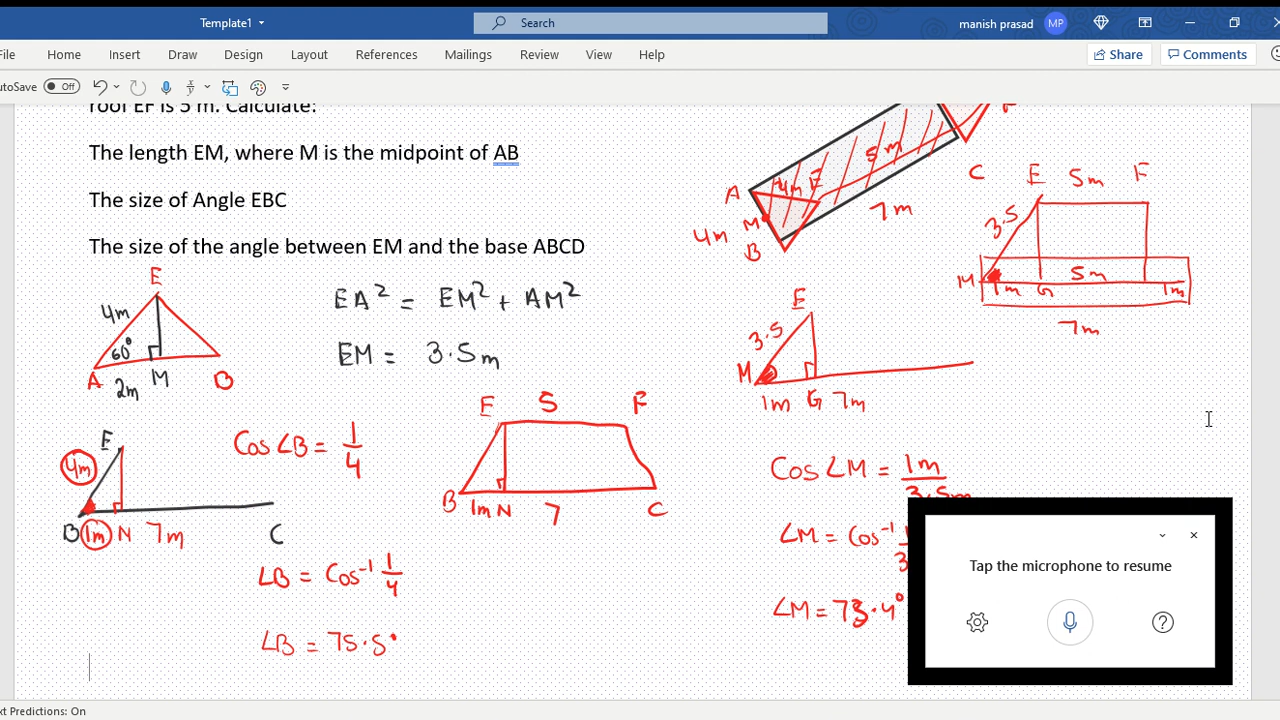 Template1
Search
manish prasad
MP
File Home Insert Draw Design Layout References Mailings Review View Help
Share
Comments
AutoSave Off
roof EF is 5 m. Calculate:
The length EM, where M is the midpoint of AB
The size of Angle EBC
The size of the angle between EM and the base ABCD
E
4m
60°
A
2m
M
B
EA² = EM² + AM²
EM = 3.5m
A
4m
E
5m
M
4m
B
7m
C
E 5m F
3.5
M
1m
G
5m
1m
7m
E
3.5
M
1m G 7m
E
4m
B 1m N 7m
C
Cos∠B = 1/4
∠B = Cos⁻¹ 1/4
∠B = 75.5°
E 5 F
B 1m N 7 C
Cos∠M = 1m/3.5m
∠M = Cos⁻¹
∠M = 73.4°
Tap the microphone to resume
Text Predictions: On